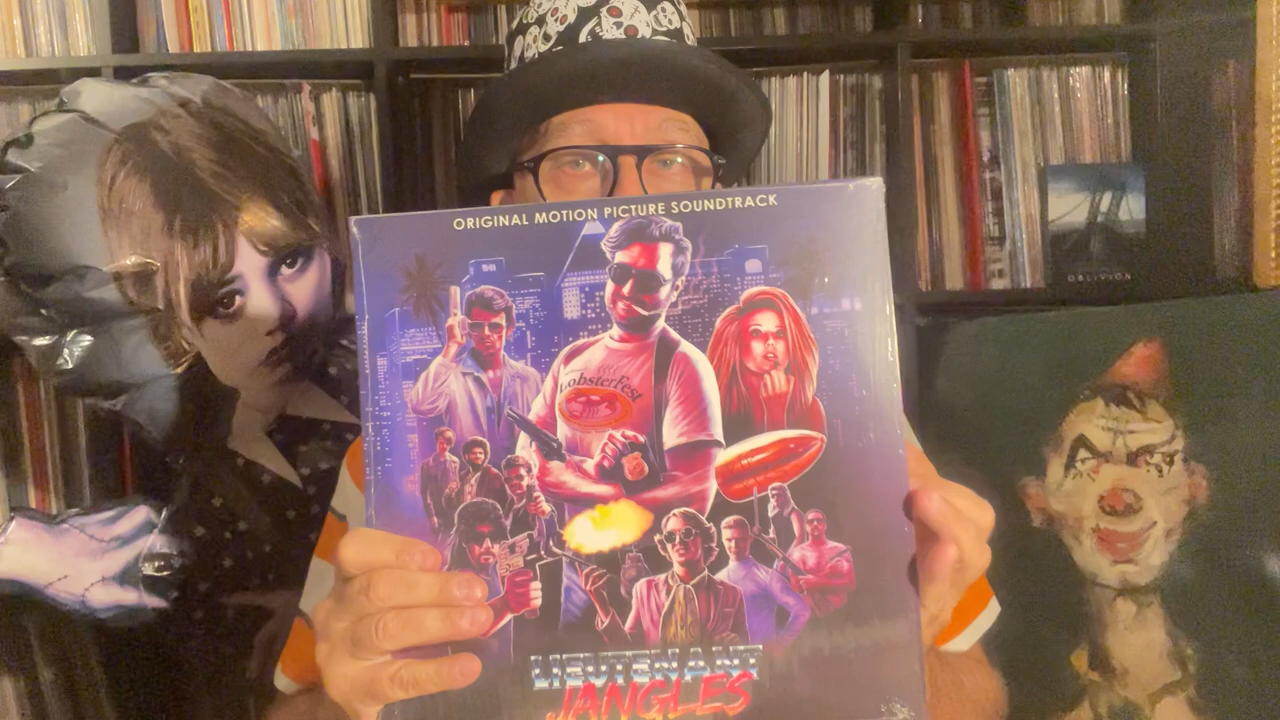 ORIGINAL MOTION PICTURE SOUNDTRACK
LobsterFest
OBLIVION
LIEUTENANT
JANGLES